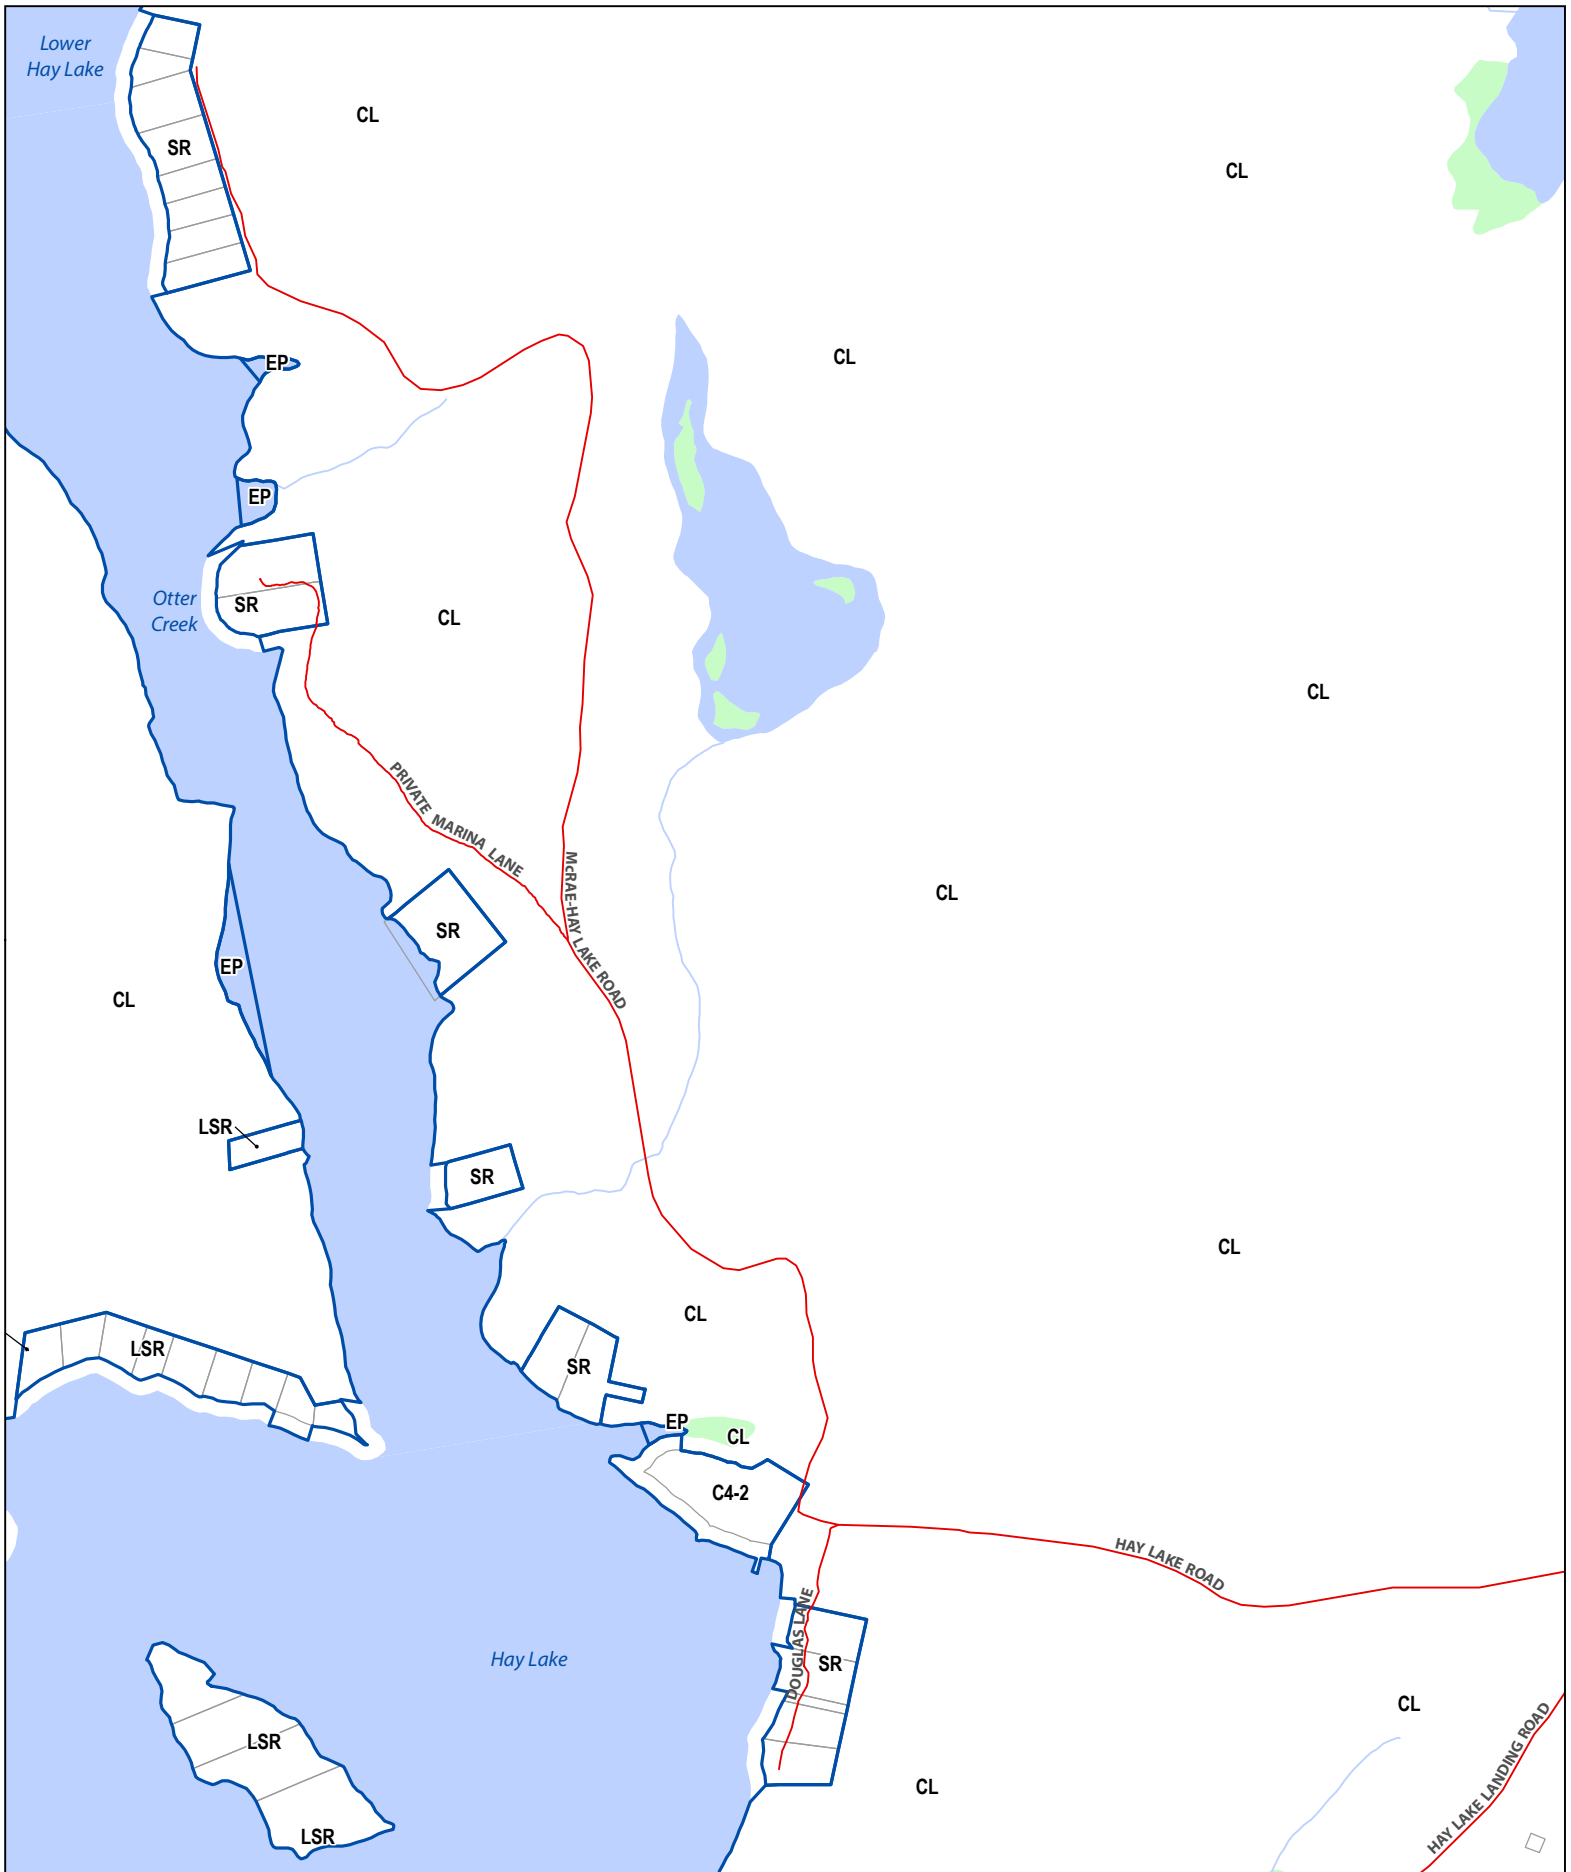 Lower
Hay Lake
CL
SR
CL
EP
CL
EP
Otter
Creek
SR
CL
CL
PRIVATE MARINA LANE
McRAE-HAY LAKE ROAD
CL
SR
EP
CL
LSR
SR
CL
CL
LSR
SR
EP
CL
C4-2
HAY LAKE ROAD
DOUGLAS LANE
Hay Lake
SR
CL
LSR
HAY LAKE LANDING ROAD
CL
LSR